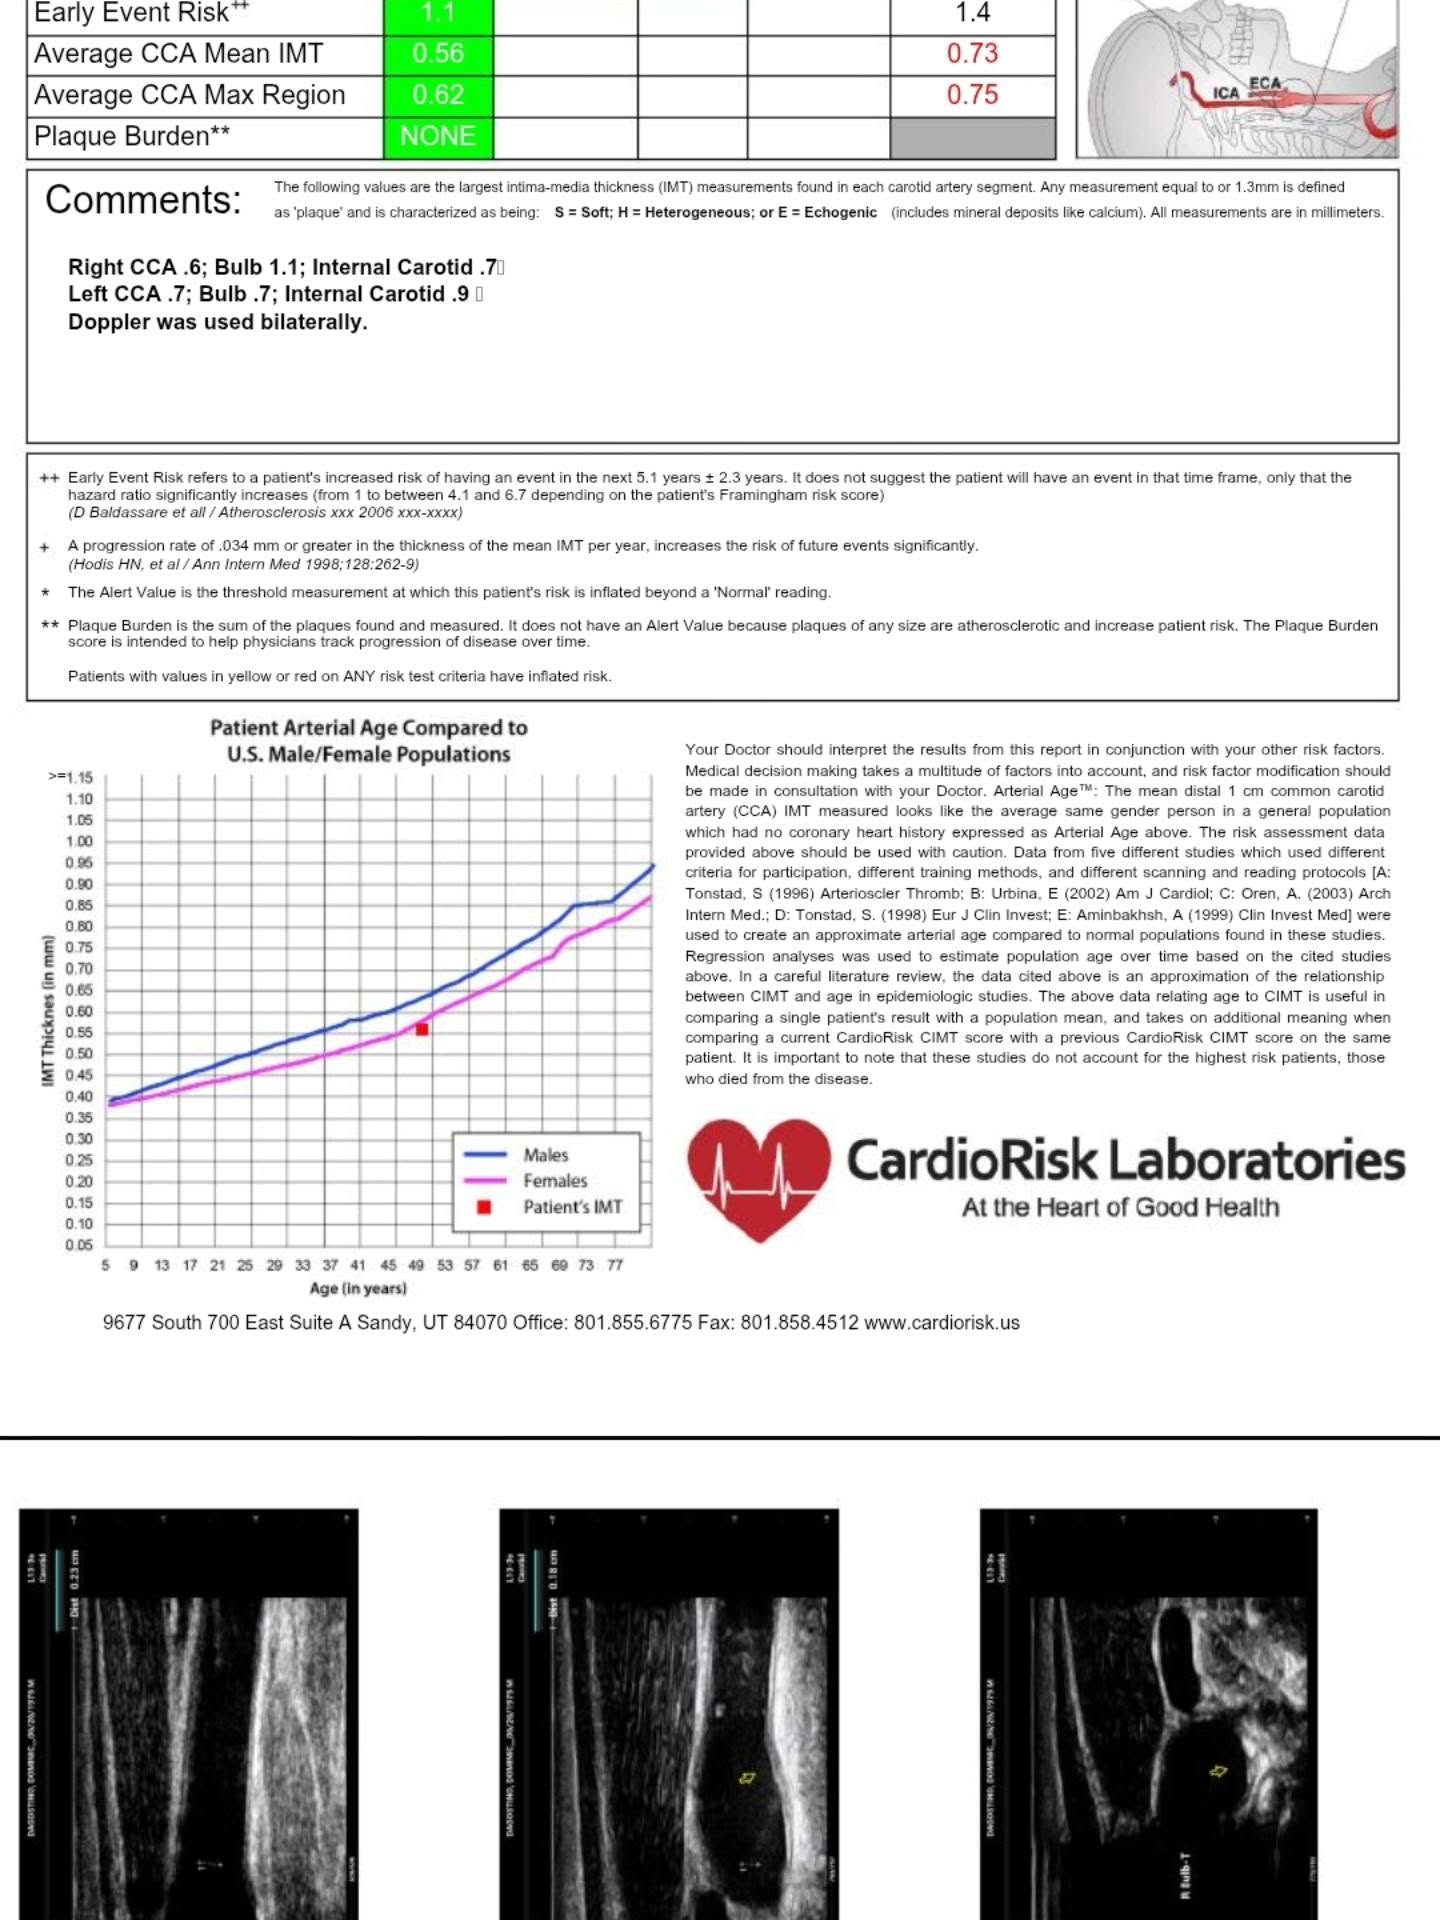 Early Event Risk++ 1.1 1.4
Average CCA Mean IMT 0.56 0.73
Average CCA Max Region 0.62 0.75
Plaque Burden** NONE
ICA ECA
Comments:
The following values are the largest intima-media thickness (IMT) measurements found in each carotid artery segment. Any measurement equal to or 1.3mm is defined
as 'plaque' and is characterized as being: S = Soft; H = Heterogeneous; or E = Echogenic (includes mineral deposits like calcium). All measurements are in millimeters.
Right CCA .6; Bulb 1.1; Internal Carotid .7
Left CCA .7; Bulb .7; Internal Carotid .9
Doppler was used bilaterally.
++ Early Event Risk refers to a patient's increased risk of having an event in the next 5.1 years ± 2.3 years. It does not suggest the patient will have an event in that time frame, only that the
hazard ratio significantly increases (from 1 to between 4.1 and 6.7 depending on the patient's Framingham risk score)
(D Baldassare et all / Atherosclerosis xxx 2006 xxx-xxxx)
+ A progression rate of .034 mm or greater in the thickness of the mean IMT per year, increases the risk of future events significantly.
(Hodis HN, et al / Ann Intern Med 1998;128:262-9)
* The Alert Value is the threshold measurement at which this patient's risk is inflated beyond a 'Normal' reading.
** Plaque Burden is the sum of the plaques found and measured. It does not have an Alert Value because plaques of any size are atherosclerotic and increase patient risk. The Plaque Burden
score is intended to help physicians track progression of disease over time.
Patients with values in yellow or red on ANY risk test criteria have inflated risk.
Patient Arterial Age Compared to
U.S. Male/Female Populations
>=1.15
1.10
1.05
1.00
0.95
0.90
0.85
0.80
0.75
0.70
0.65
0.60
0.55
0.50
0.45
0.40
0.35
0.30
0.25
0.20
0.15
0.10
0.05
IMT Thicknes (in mm)
Males
Females
Patient's IMT
5 9 13 17 21 25 29 33 37 41 45 49 53 57 61 65 69 73 77
Age (in years)
Your Doctor should interpret the results from this report in conjunction with your other risk factors.
Medical decision making takes a multitude of factors into account, and risk factor modification should
be made in consultation with your Doctor. Arterial Age™: The mean distal 1 cm common carotid
artery (CCA) IMT measured looks like the average same gender person in a general population
which had no coronary heart history expressed as Arterial Age above. The risk assessment data
provided above should be used with caution. Data from five different studies which used different
criteria for participation, different training methods, and different scanning and reading protocols [A:
Tonstad, S (1996) Arterioscler Thromb; B: Urbina, E (2002) Am J Cardiol; C: Oren, A. (2003) Arch
Intern Med.; D: Tonstad, S. (1998) Eur J Clin Invest; E: Aminbakhsh, A (1999) Clin Invest Med] were
used to create an approximate arterial age compared to normal populations found in these studies.
Regression analyses was used to estimate population age over time based on the cited studies
above. In a careful literature review, the data cited above is an approximation of the relationship
between CIMT and age in epidemiologic studies. The above data relating age to CIMT is useful in
comparing a single patient's result with a population mean, and takes on additional meaning when
comparing a current CardioRisk CIMT score with a previous CardioRisk CIMT score on the same
patient. It is important to note that these studies do not account for the highest risk patients, those
who died from the disease.
CardioRisk Laboratories
At the Heart of Good Health
9677 South 700 East Suite A Sandy, UT 84070 Office: 801.855.6775 Fax: 801.858.4512 www.cardiorisk.us
L13-3s
Carotid
Dist 0.23 cm
DAGOSTINO, DOMINIC
L13-3s
Carotid
Dist 0.18 cm
DAGOSTINO, DOMINIC
L13-3s
Carotid
DAGOSTINO, DOMINIC
R Bulb-T